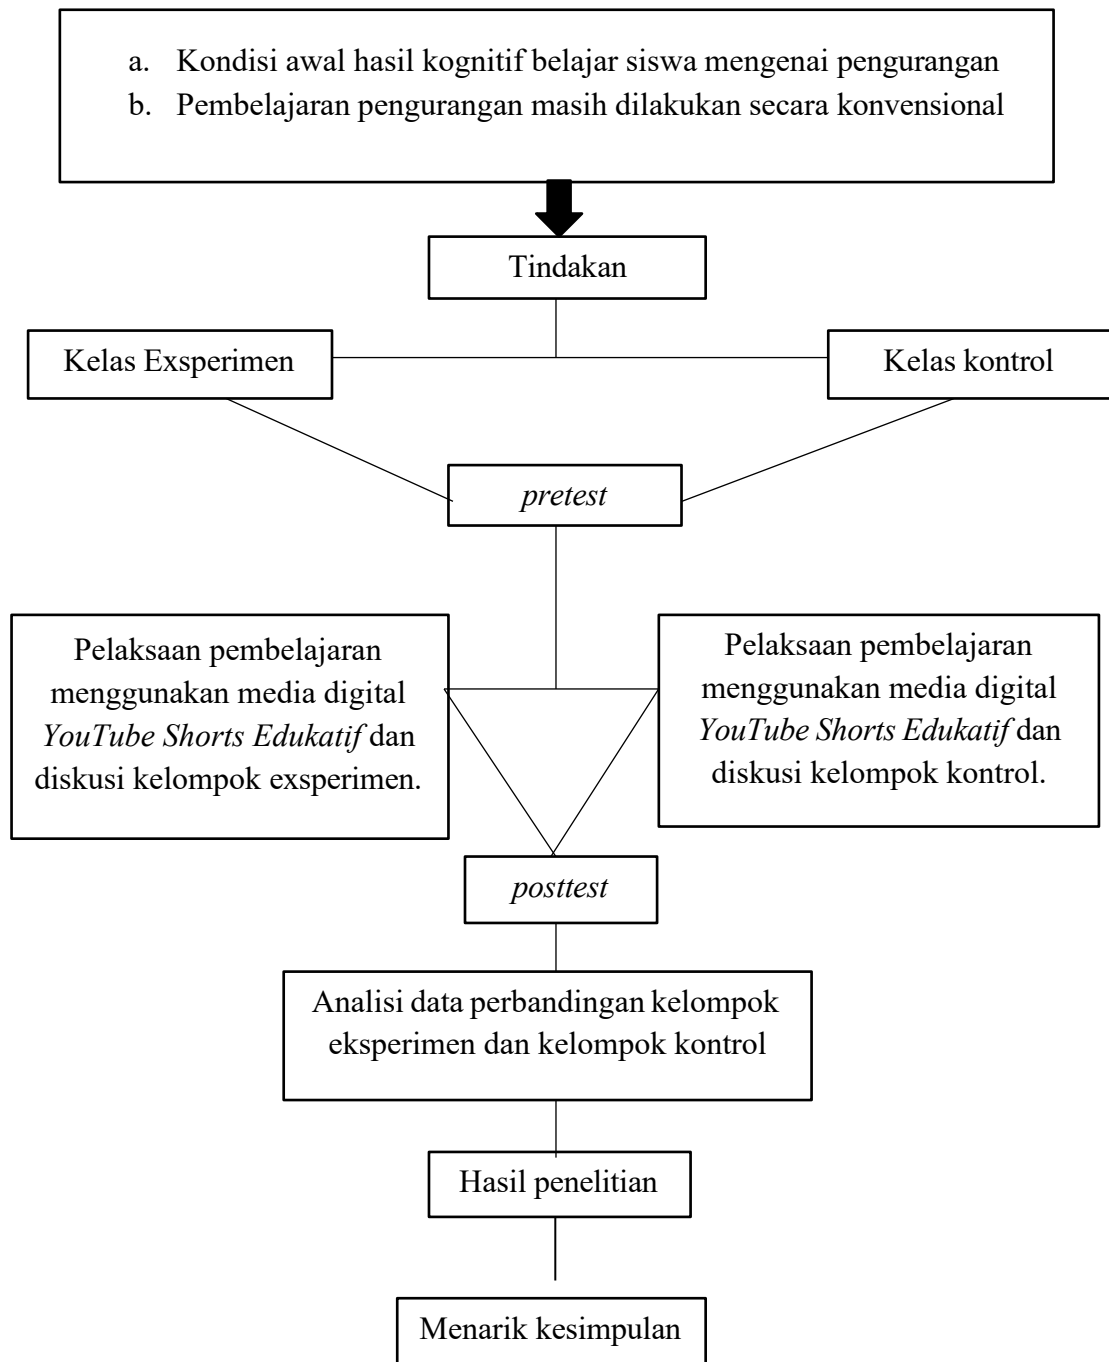 a. Kondisi awal hasil kognitif belajar siswa mengenai pengurangan
b. Pembelajaran pengurangan masih dilakukan secara konvensional
Tindakan
Kelas Exsperimen
Kelas kontrol
pretest
Pelaksaan pembelajaran
menggunakan media digital
YouTube Shorts Edukatif dan
diskusi kelompok exsperimen.
Pelaksaan pembelajaran
menggunakan media digital
YouTube Shorts Edukatif dan
diskusi kelompok kontrol.
posttest
Analisi data perbandingan kelompok
eksperimen dan kelompok kontrol
Hasil penelitian
Menarik kesimpulan